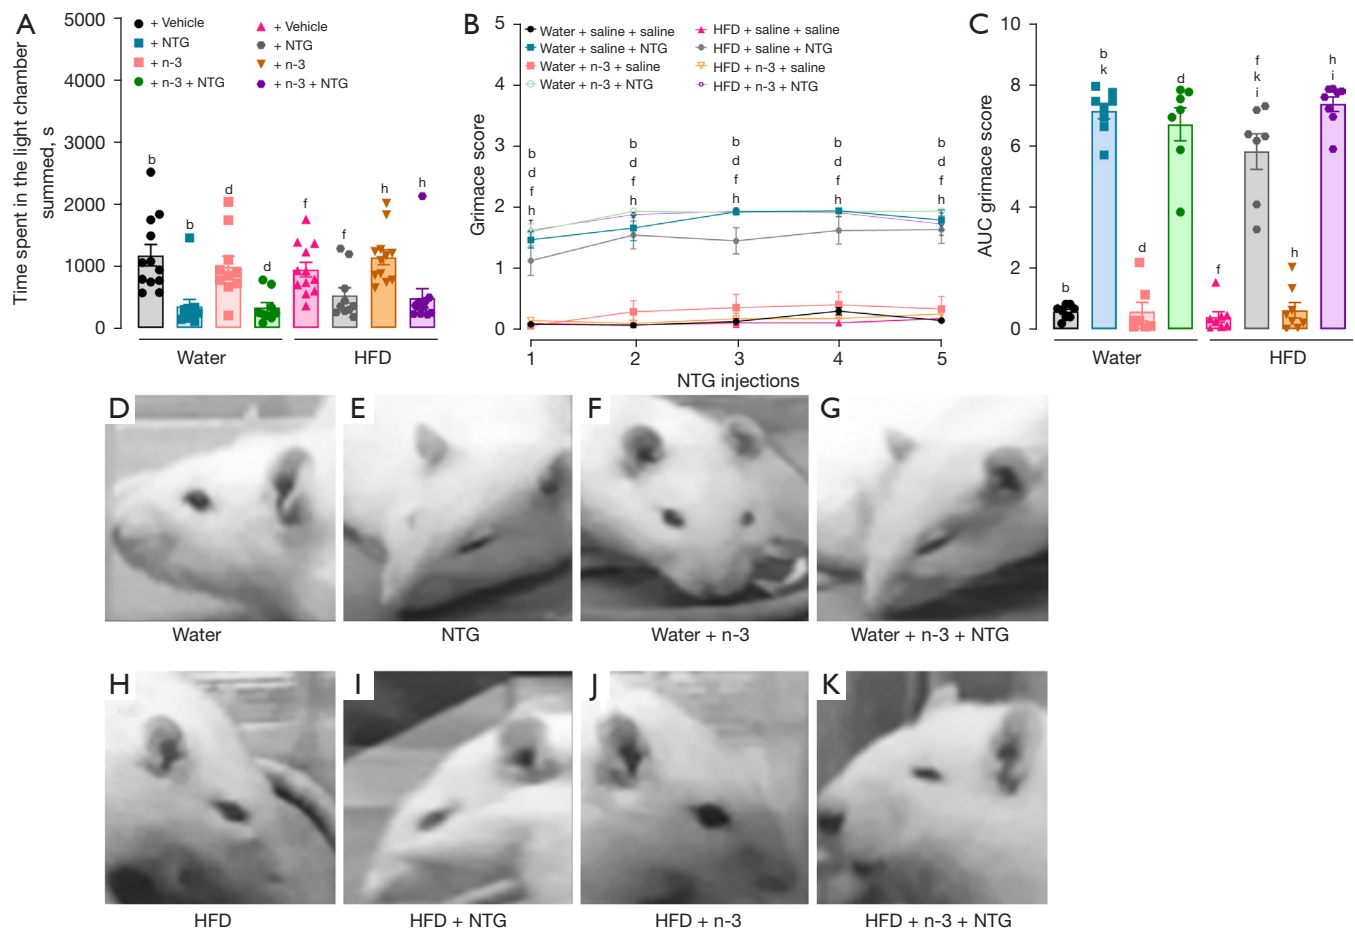 A
Time spent in the light chamber
summed, s
5000
4000
3000
2000
1000
0
+ Vehicle
+ NTG
+ n-3
+ n-3 + NTG
+ Vehicle
+ NTG
+ n-3
+ n-3 + NTG
b
b
d
d
f
f
h
h
Water
HFD
B
Grimace score
5
4
3
2
1
0
Water + saline + saline
Water + saline + NTG
Water + n-3 + saline
Water + n-3 + NTG
HFD + saline + saline
HFD + saline + NTG
HFD + n-3 + saline
HFD + n-3 + NTG
b
d
f
h
b
d
f
h
b
d
f
h
b
d
f
h
b
d
f
h
1 2 3 4 5
NTG injections
C
AUC grimace score
10
8
6
4
2
0
b
b
k
d
d
f
f
k
i
h
h
i
Water
HFD
D
E
F
G
Water
NTG
Water + n-3
Water + n-3 + NTG
H
I
J
K
HFD
HFD + NTG
HFD + n-3
HFD + n-3 + NTG